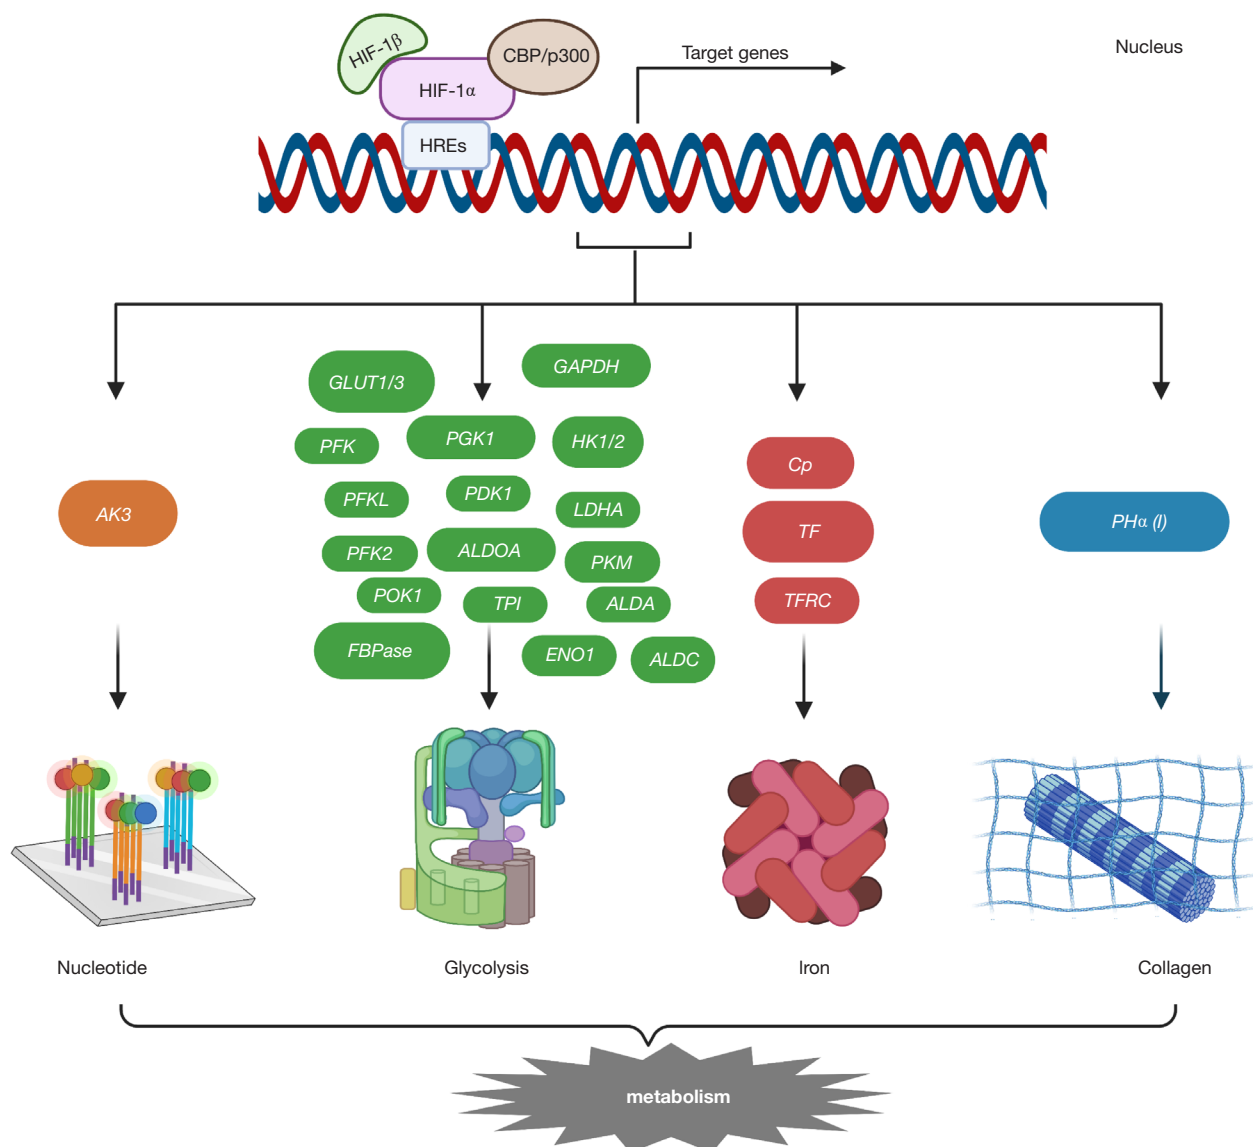 HIF-1β
CBP/p300
HIF-1α
HREs
Target genes
Nucleus
GLUT1/3
GAPDH
PFK
PGK1
HK1/2
PFKL
PDK1
LDHA
PFK2
ALDOA
PKM
POK1
TPI
ALDA
FBPase
ENO1
ALDC
AK3
Cp
TF
TFRC
PHα (I)
Nucleotide
Glycolysis
Iron
Collagen
metabolism